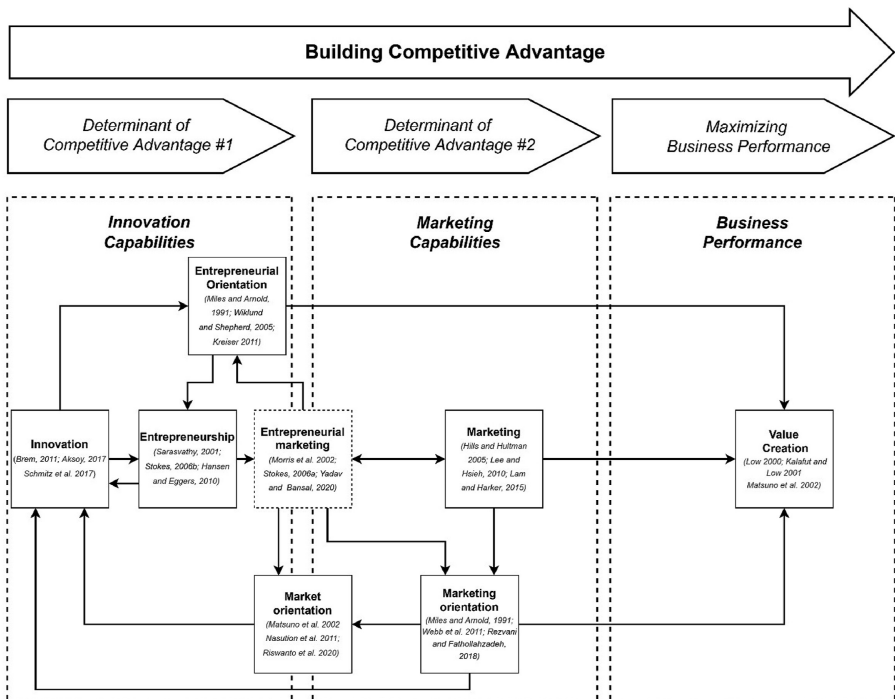 Building Competitive Advantage
Determinant of
Competitive Advantage #1
Determinant of
Competitive Advantage #2
Maximizing
Business Performance
Innovation
Capabilities
Marketing
Capabilities
Business
Performance
Entrepreneurial
Orientation
(Miles and Arnold,
1991; Wiklund
and Shepherd, 2005;
Kreiser 2011)
Innovation
(Brem, 2011; Aksoy, 2017
Schmitz et al. 2017)
Entrepreneurship
(Sarasvathy, 2001;
Stokes, 2006b; Hansen
and Eggers, 2010)
Entrepreneurial
marketing
(Morris et al. 2002;
Stokes, 2006a; Yadav
and Bansal, 2020)
Marketing
(Hills and Hultman
2005; Lee and
Hsieh, 2010; Lam
and Harker, 2015)
Value
Creation
(Low 2000; Kalafut and
Low 2001
Matsuno et al. 2002)
Market
orientation
(Matsuno et al. 2002
Nasution et al. 2011;
Riswanto et al. 2020)
Marketing
orientation
(Miles and Arnold, 1991;
Webb et al. 2011; Rezvani
and Fathollahzadeh,
2018)